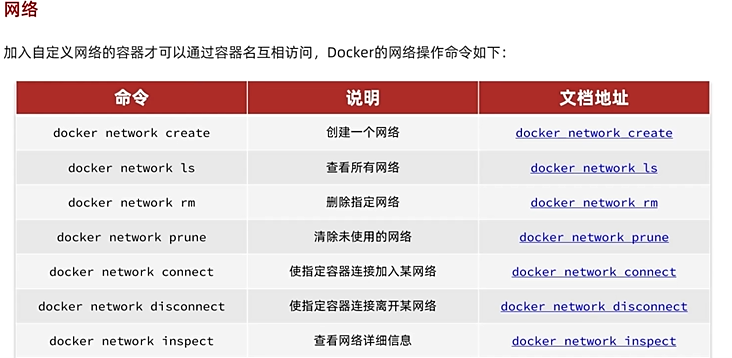 网络
加入自定义网络的容器才可以通过容器名互相访问，Docker的网络操作命令如下：
命令 说明 文档地址
docker network create 创建一个网络 docker network create
docker network ls 查看所有网络 docker network ls
docker network rm 删除指定网络 docker network rm
docker network prune 清除未使用的网络 docker network prune
docker network connect 使指定容器连接加入某网络 docker network connect
docker network disconnect 使指定容器连接离开某网络 docker network disconnect
docker network inspect 查看网络详细信息 docker network inspect